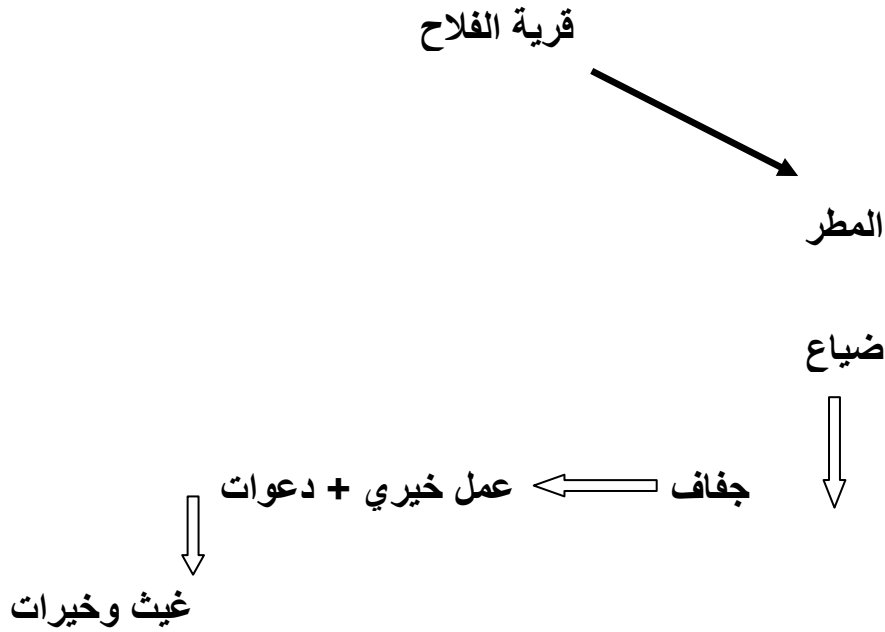 قرية الفلاح
المطر
ضياع
جفاف
عمل خيري + دعوات
غيث وخيرات